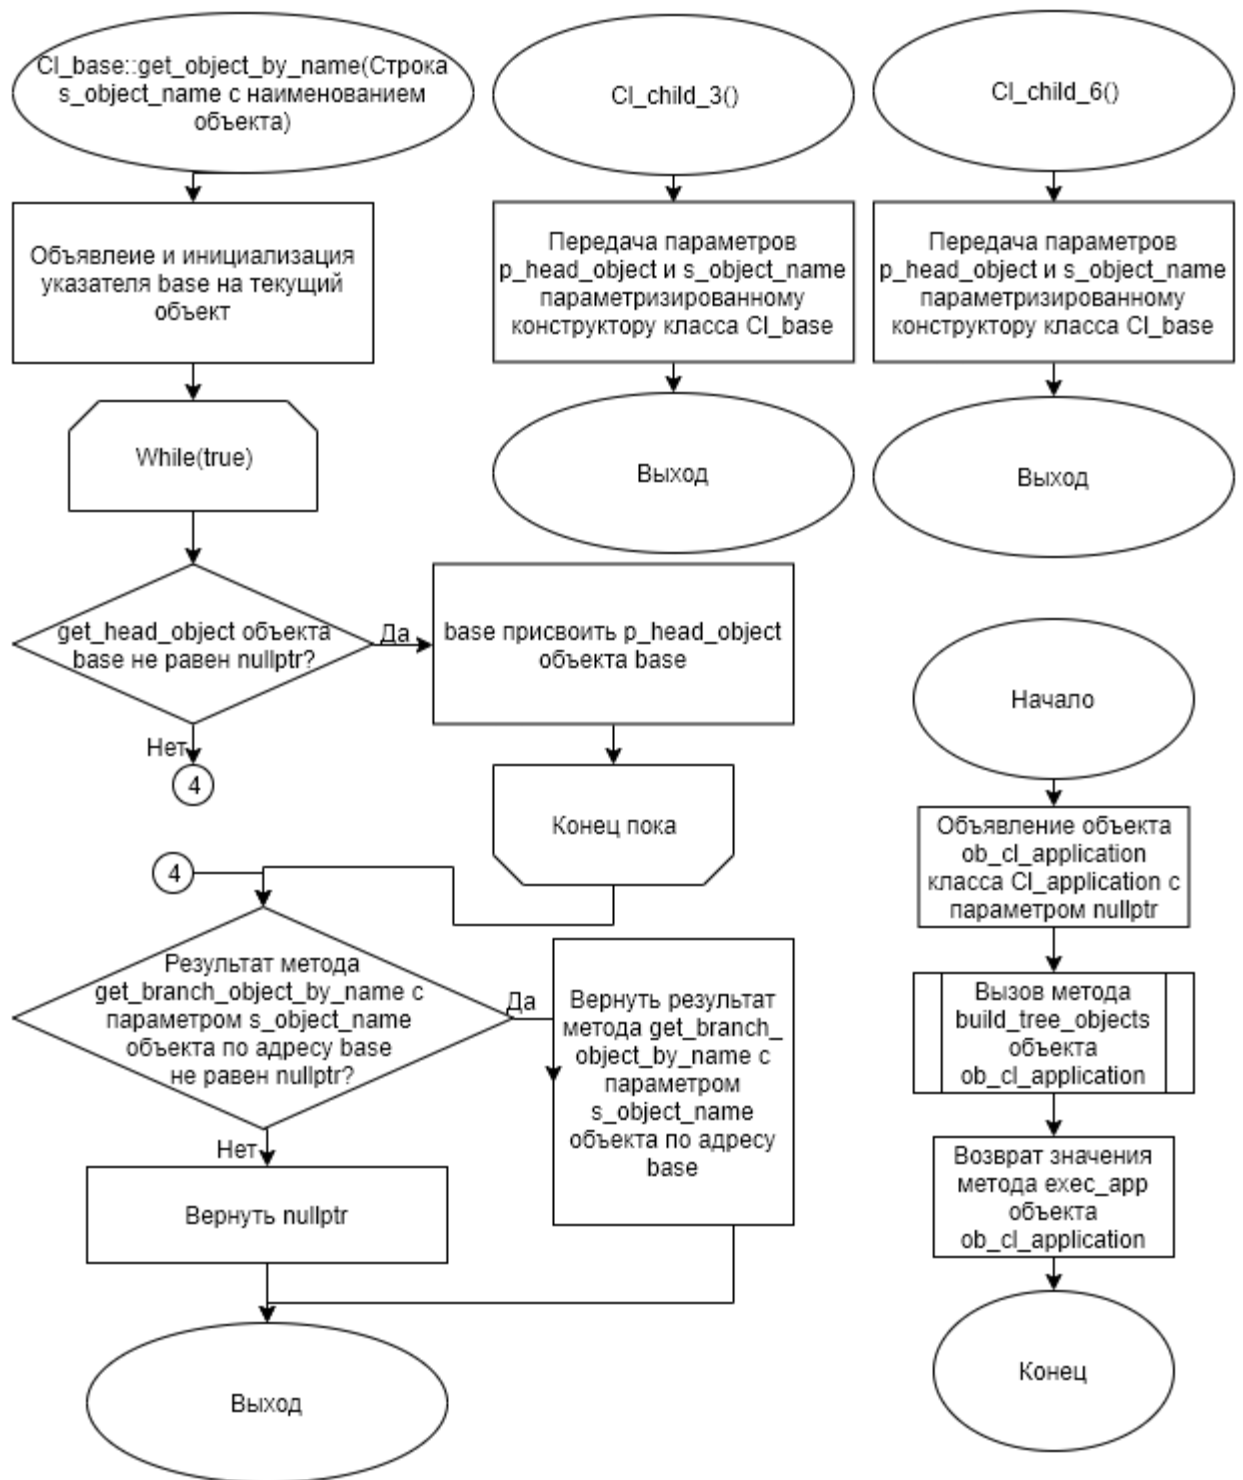 Cl_base::get_object_by_name(Строка
s_object_name с наименованием
объекта)
Объявлеие и инициализация
указателя base на текущий
объект
While(true)
get_head_object объекта
base не равен nullptr?
Да
base присвоить p_head_object
объекта base
Нет
4
Конец пока
4
Результат метода
get_branch_object_by_name с
параметром s_object_name
объекта по адресу base
не равен nullptr?
Да
Вернуть результат
метода get_branch_
object_by_name с
параметром
s_object_name
объекта по адресу
base
Нет
Вернуть nullptr
Выход
Cl_child_3()
Передача параметров
p_head_object и s_object_name
параметризированному
конструктору класса Cl_base
Выход
Cl_child_6()
Передача параметров
p_head_object и s_object_name
параметризированному
конструктору класса Cl_base
Выход
Начало
Объявление объекта
ob_cl_application
класса Cl_application с
параметром nullptr
Вызов метода
build_tree_objects
объекта
ob_cl_application
Возврат значения
метода exec_app
объекта
ob_cl_application
Конец